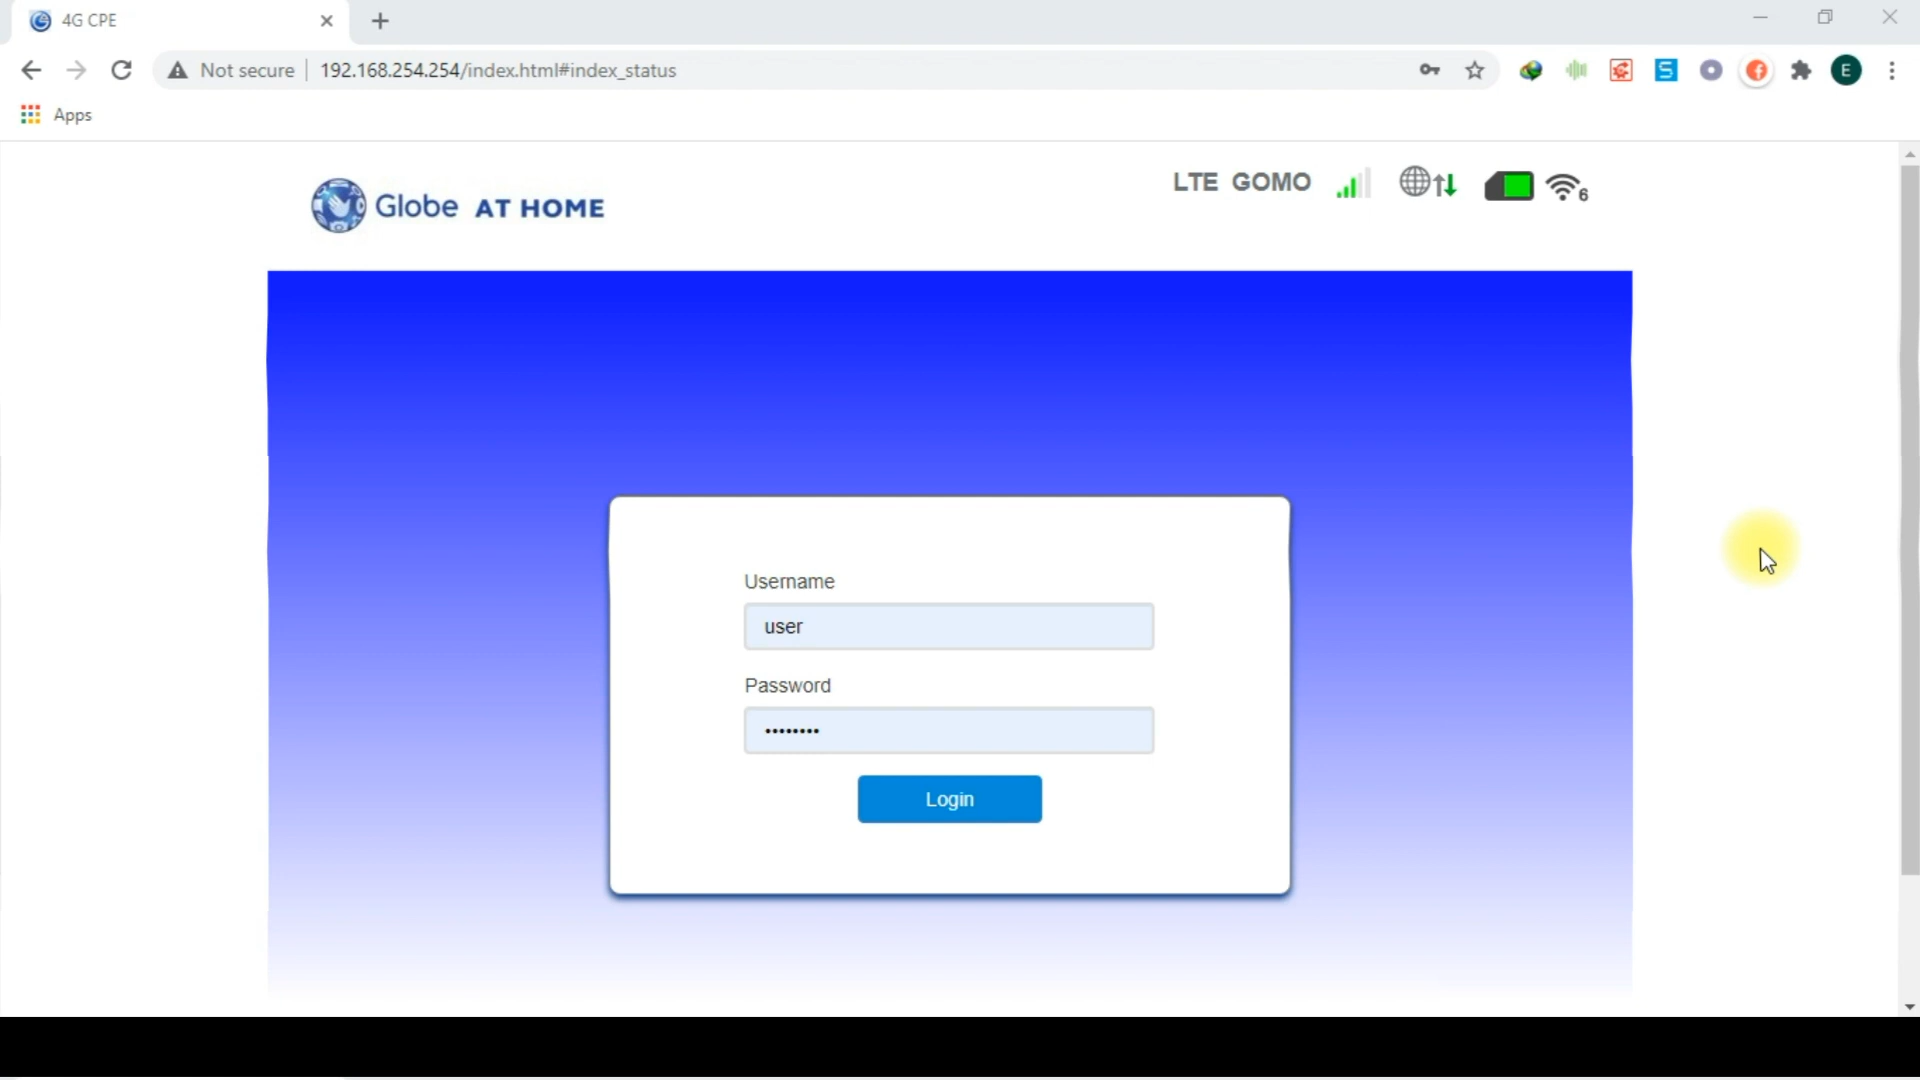 4G CPE
Not secure
192.168.254.254/index.html#index_status
S
E
Apps
Globe AT HOME
LTE GOMO
6
Username
user
Password
••••••••
Login